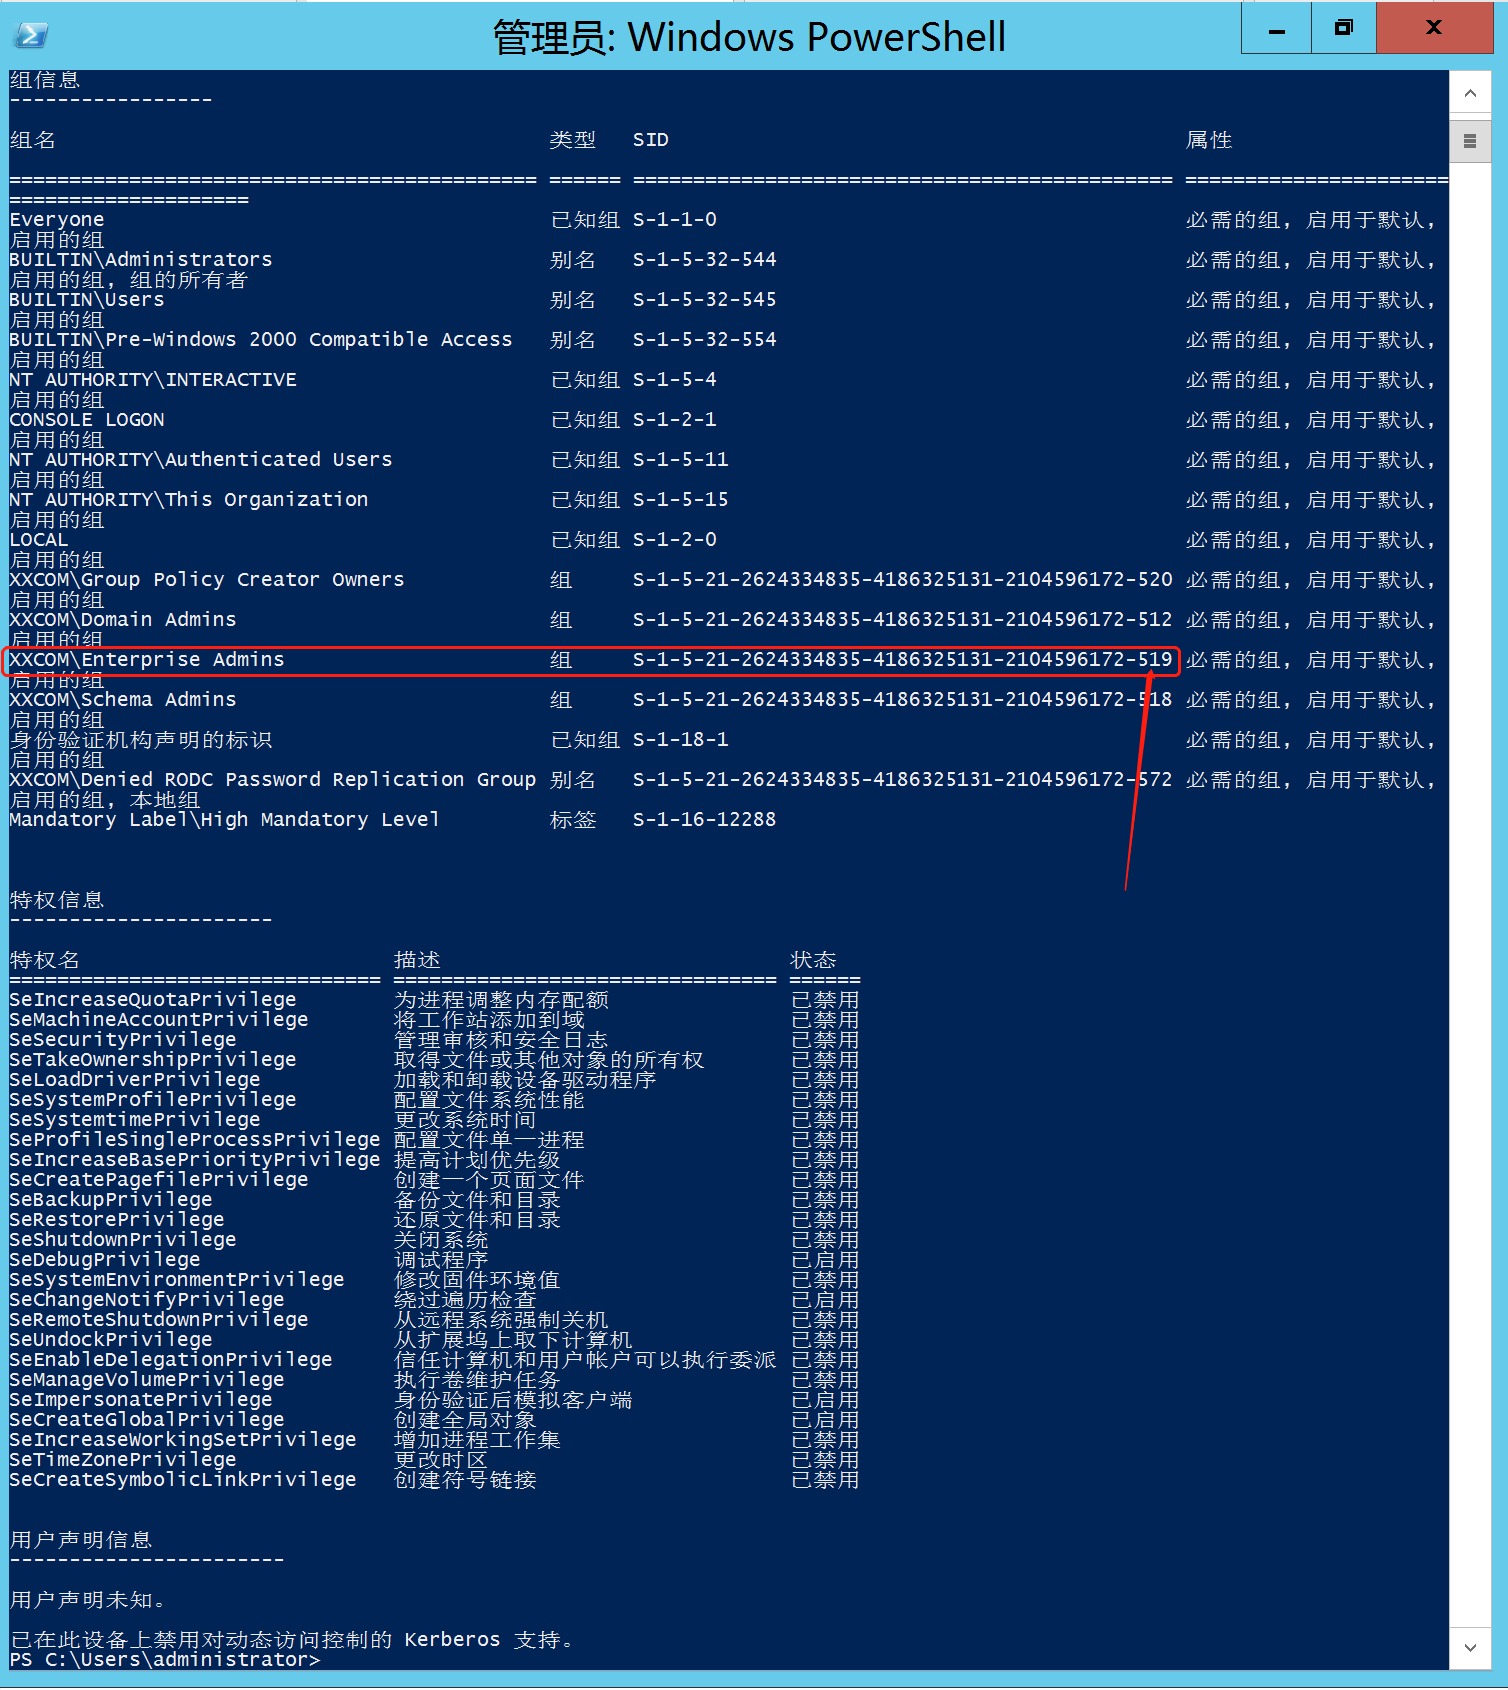 管理员: Windows PowerShell
组信息
-----------------
组名 类型 SID 属性
============================================ ====== ============================================= ======================
====================
Everyone 已知组 S-1-1-0 必需的组, 启用于默认,
启用的组
BUILTIN\Administrators 别名 S-1-5-32-544 必需的组, 启用于默认,
启用的组, 组的所有者
BUILTIN\Users 别名 S-1-5-32-545 必需的组, 启用于默认,
启用的组
BUILTIN\Pre-Windows 2000 Compatible Access 别名 S-1-5-32-554 必需的组, 启用于默认,
启用的组
NT AUTHORITY\INTERACTIVE 已知组 S-1-5-4 必需的组, 启用于默认,
启用的组
CONSOLE LOGON 已知组 S-1-2-1 必需的组, 启用于默认,
启用的组
NT AUTHORITY\Authenticated Users 已知组 S-1-5-11 必需的组, 启用于默认,
启用的组
NT AUTHORITY\This Organization 已知组 S-1-5-15 必需的组, 启用于默认,
启用的组
LOCAL 已知组 S-1-2-0 必需的组, 启用于默认,
启用的组
XXCOM\Group Policy Creator Owners 组 S-1-5-21-2624334835-4186325131-2104596172-520 必需的组, 启用于默认,
启用的组
XXCOM\Domain Admins 组 S-1-5-21-2624334835-4186325131-2104596172-512 必需的组, 启用于默认,
启用的组
XXCOM\Enterprise Admins 组 S-1-5-21-2624334835-4186325131-2104596172-519 必需的组, 启用于默认,
启用的组
XXCOM\Schema Admins 组 S-1-5-21-2624334835-4186325131-2104596172-518 必需的组, 启用于默认,
启用的组
身份验证机构声明的标识 已知组 S-1-18-1 必需的组, 启用于默认,
启用的组
XXCOM\Denied RODC Password Replication Group 别名 S-1-5-21-2624334835-4186325131-2104596172-572 必需的组, 启用于默认,
启用的组, 本地组
Mandatory Label\High Mandatory Level 标签 S-1-16-12288
特权信息
----------------------
特权名 描述 状态
=============================== ================================ ======
SeIncreaseQuotaPrivilege 为进程调整内存配额 已禁用
SeMachineAccountPrivilege 将工作站添加到域 已禁用
SeSecurityPrivilege 管理审核和安全日志 已禁用
SeTakeOwnershipPrivilege 取得文件或其他对象的所有权 已禁用
SeLoadDriverPrivilege 加载和卸载设备驱动程序 已禁用
SeSystemProfilePrivilege 配置文件系统性能 已禁用
SeSystemtimePrivilege 更改系统时间 已禁用
SeProfileSingleProcessPrivilege 配置文件单一进程 已禁用
SeIncreaseBasePriorityPrivilege 提高计划优先级 已禁用
SeCreatePagefilePrivilege 创建一个页面文件 已禁用
SeBackupPrivilege 备份文件和目录 已禁用
SeRestorePrivilege 还原文件和目录 已禁用
SeShutdownPrivilege 关闭系统 已禁用
SeDebugPrivilege 调试程序 已启用
SeSystemEnvironmentPrivilege 修改固件环境值 已禁用
SeChangeNotifyPrivilege 绕过遍历检查 已启用
SeRemoteShutdownPrivilege 从远程系统强制关机 已禁用
SeUndockPrivilege 从扩展坞上取下计算机 已禁用
SeEnableDelegationPrivilege 信任计算机和用户帐户可以执行委派 已禁用
SeManageVolumePrivilege 执行卷维护任务 已禁用
SeImpersonatePrivilege 身份验证后模拟客户端 已启用
SeCreateGlobalPrivilege 创建全局对象 已启用
SeIncreaseWorkingSetPrivilege 增加进程工作集 已禁用
SeTimeZonePrivilege 更改时区 已禁用
SeCreateSymbolicLinkPrivilege 创建符号链接 已禁用
用户声明信息
-----------------------
用户声明未知。
已在此设备上禁用对动态访问控制的 Kerberos 支持。
PS C:\Users\administrator>